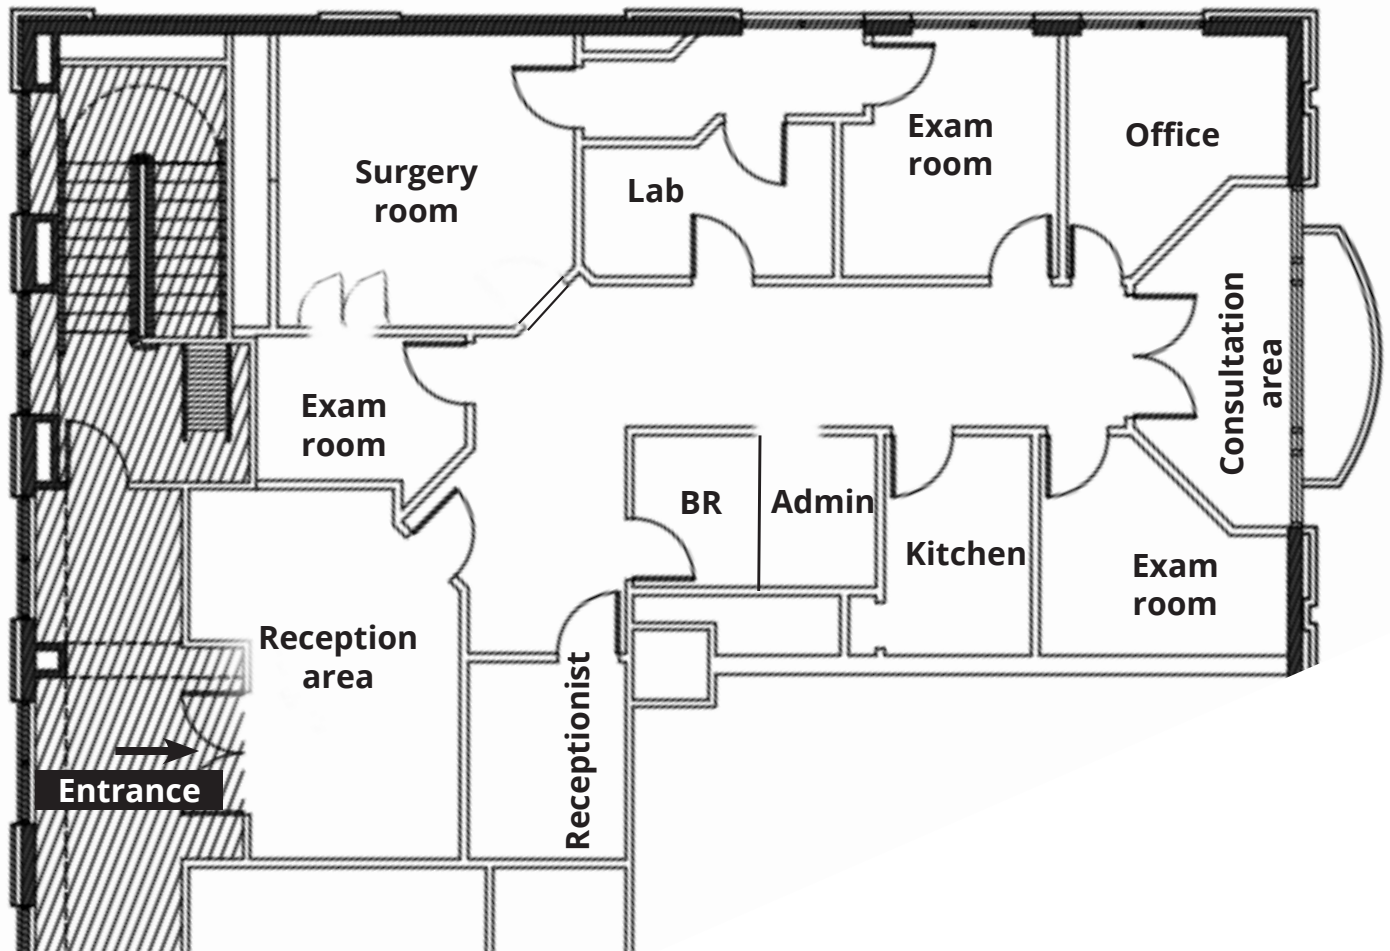 Surgery
room
Lab
Exam
room
Office
Consultation
area
Exam
room
BR
Admin
Kitchen
Exam
room
Reception
area
Receptionist
Entrance